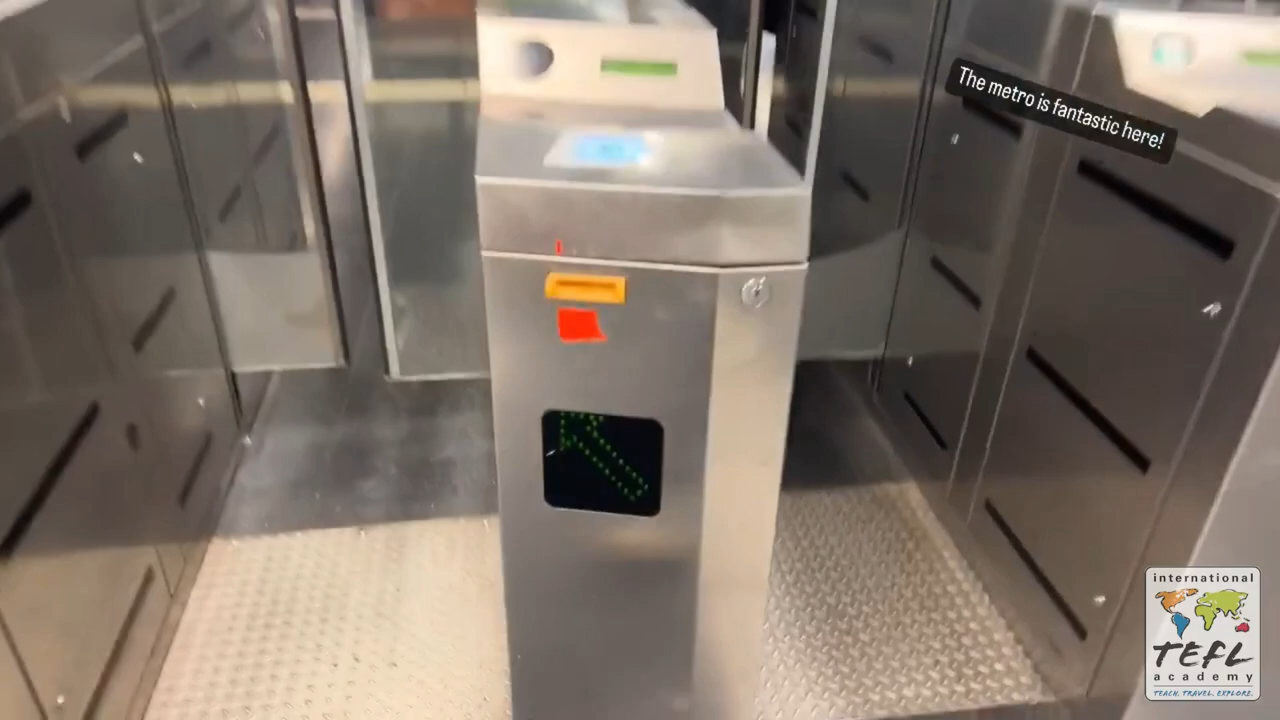 The metro is fantastic here!
international
TEFL
academy
TEACH. TRAVEL. EXPLORE.